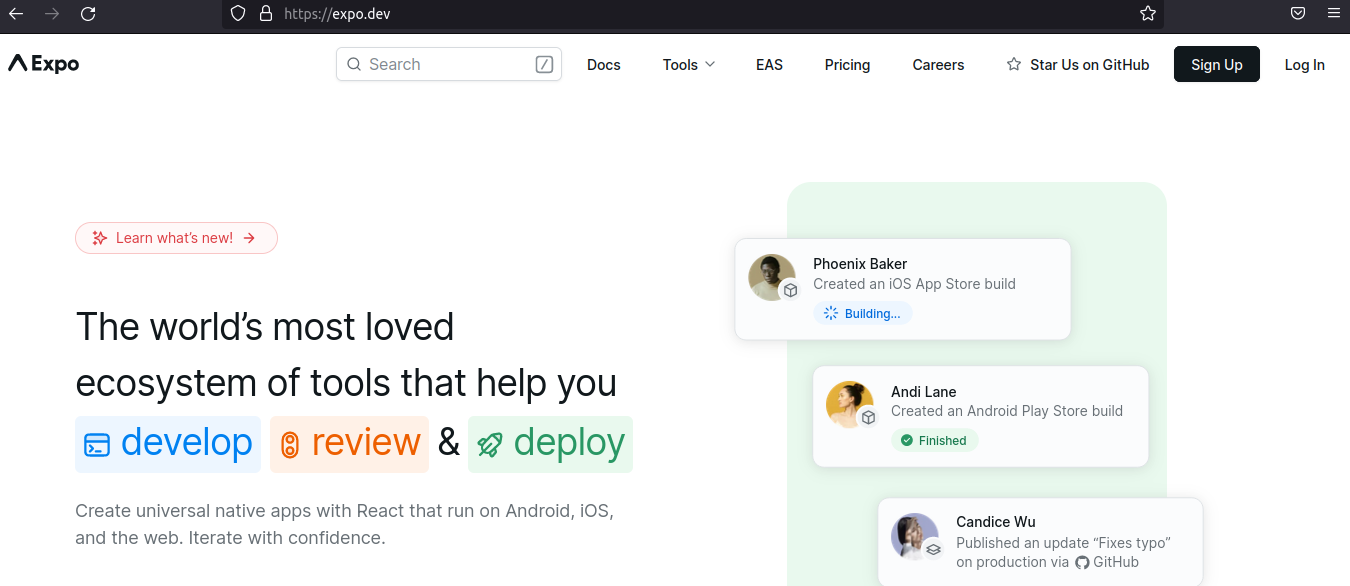 https://expo.dev
Expo
Search
/
Docs
Tools
EAS
Pricing
Careers
Star Us on GitHub
Sign Up
Log In
Learn what's new!
The world's most loved
ecosystem of tools that help you
develop review & deploy
Create universal native apps with React that run on Android, iOS,
and the web. Iterate with confidence.
Phoenix Baker
Created an iOS App Store build
Building...
Andi Lane
Created an Android Play Store build
Finished
Candice Wu
Published an update “Fixes typo”
on production via GitHub